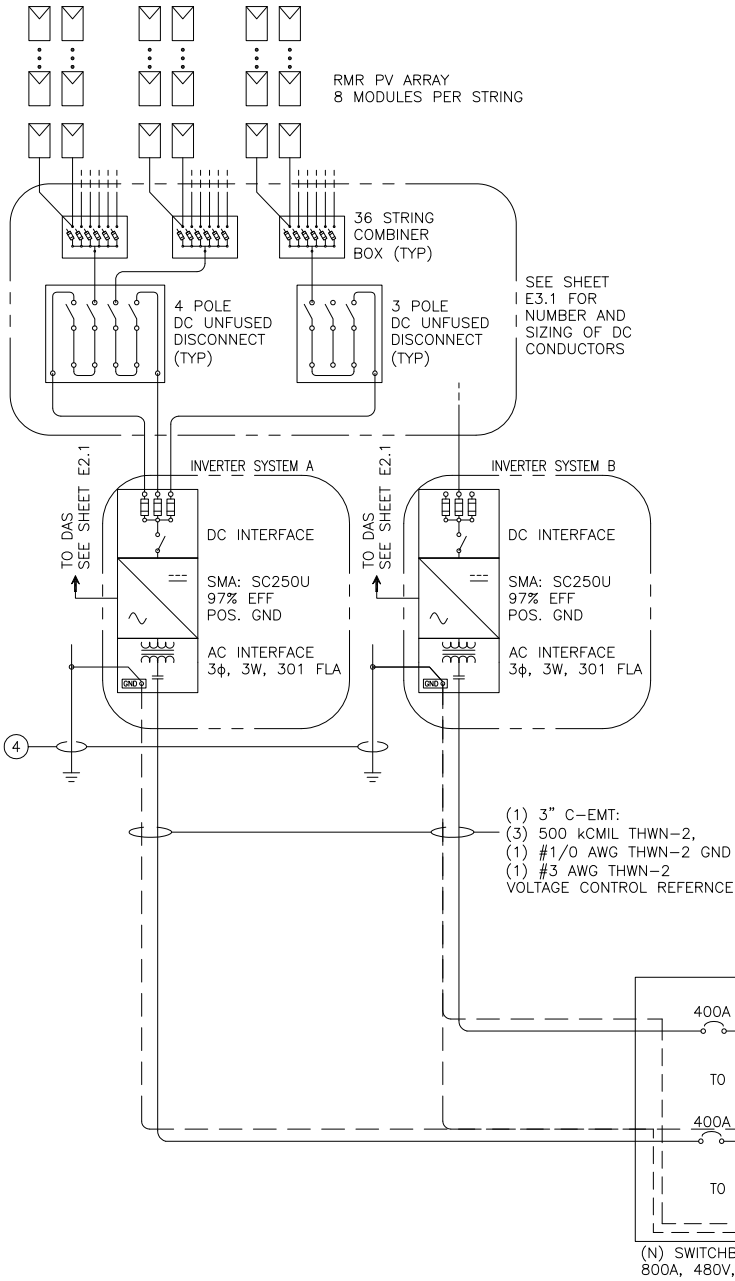 RMR PV ARRAY
8 MODULES PER STRING
36 STRING
COMBINER
BOX (TYP)
4 POLE
DC UNFUSED
DISCONNECT
(TYP)
3 POLE
DC UNFUSED
DISCONNECT
(TYP)
SEE SHEET
E3.1 FOR
NUMBER AND
SIZING OF DC
CONDUCTORS
TO DAS
SEE SHEET E2.1
INVERTER SYSTEM A
DC INTERFACE
SMA: SC250U
97% EFF
POS. GND
AC INTERFACE
3ϕ, 3W, 301 FLA
GND
TO DAS
SEE SHEET E2.1
INVERTER SYSTEM B
DC INTERFACE
SMA: SC250U
97% EFF
POS. GND
AC INTERFACE
3ϕ, 3W, 301 FLA
GND
4
(1) 3" C-EMT:
(3) 500 kCMIL THWN-2,
(1) #1/0 AWG THWN-2 GND
(1) #3 AWG THWN-2
VOLTAGE CONTROL REFERNCE
400A
TO
400A
TO
(N) SWITCHB
800A, 480V,